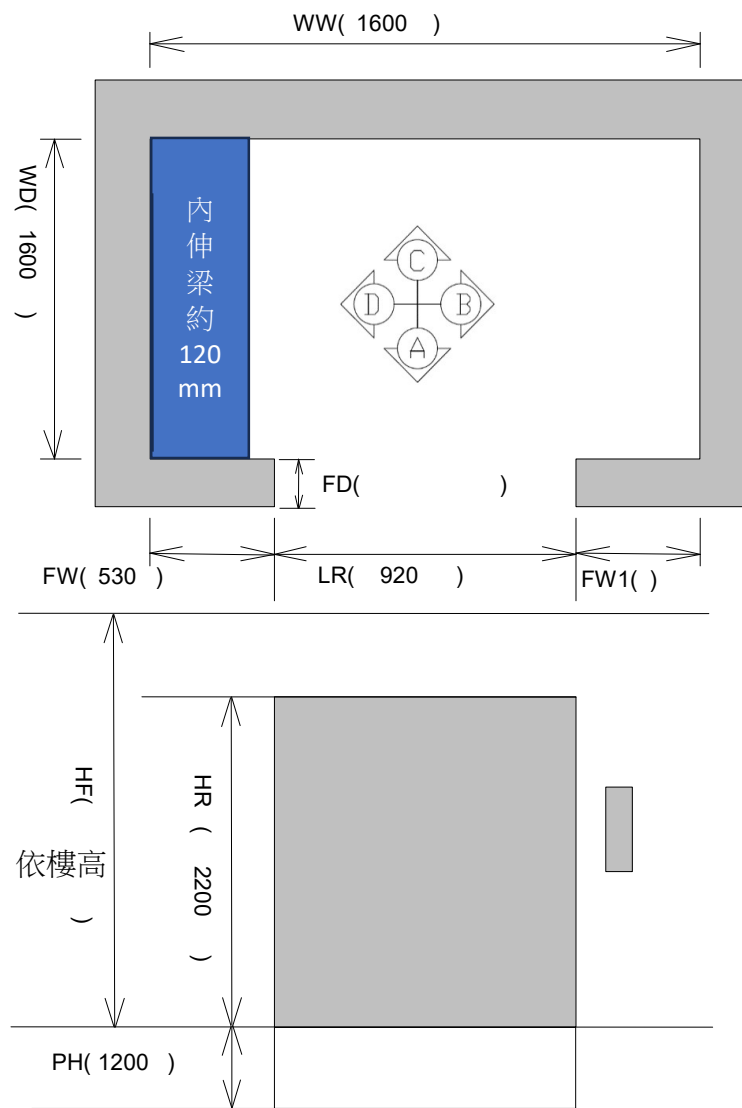 WW( 1600 )
WD( 1600 )
內
伸
梁
約
120
mm
C
D
B
A
FD( )
FW( 530 )
LR( 920 )
FW1( )
HF(
依樓高
)
HR ( 2200 )
PH( 1200 )